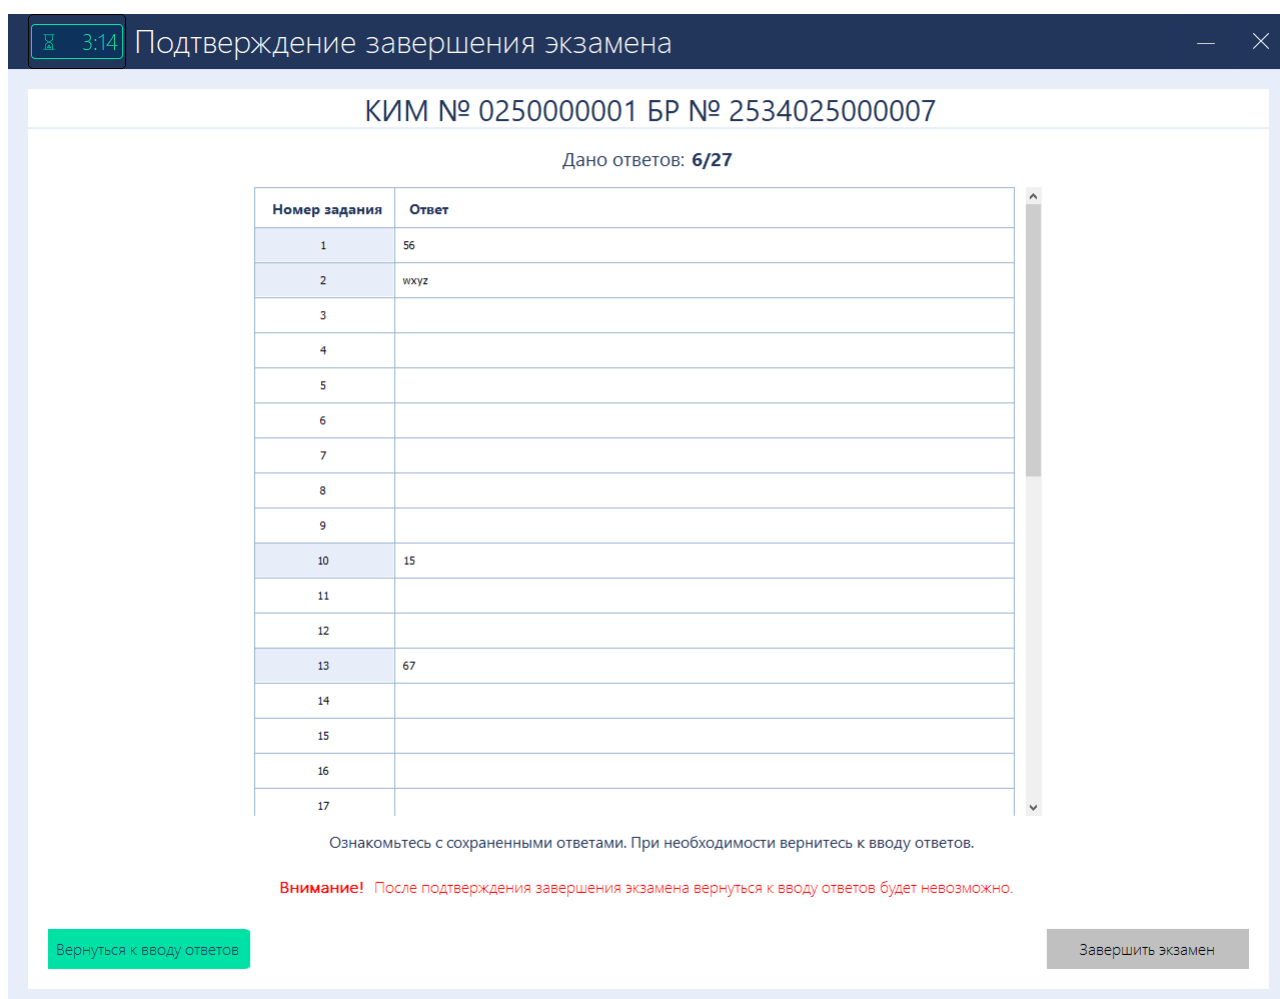 3:14 Подтверждение завершения экзамена
КИМ № 0250000001 БР № 2534025000007
Дано ответов: 6/27
Номер задания Ответ
1 56
2 wxyz
3
4
5
6
7
8
9
10 15
11
12
13 67
14
15
16
17
Ознакомьтесь с сохраненными ответами. При необходимости вернитесь к вводу ответов.
Внимание! После подтверждения завершения экзамена вернуться к вводу ответов будет невозможно.
Вернуться к вводу ответов Завершить экзамен